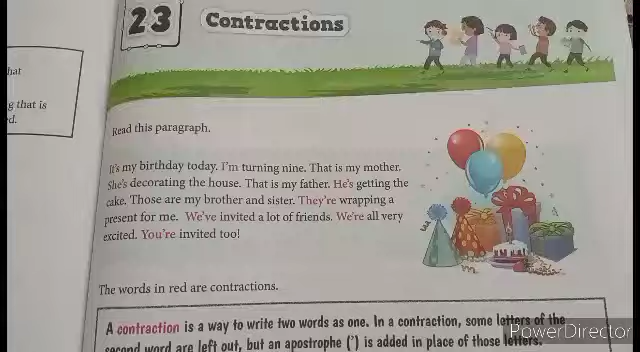 hat
g that is
d.
23
Contractions
Read this paragraph.
It's my birthday today. I'm turning nine. That is my mother.
She's decorating the house. That is my father. He's getting the
cake. Those are my brother and sister. They're wrapping a
present for me. We've invited a lot of friends. We're all very
excited. You're invited too!
The words in red are contractions.
A contraction is a way to write two words as one. In a contraction, some letters of the
second word are left out, but an apostrophe (') is added in place of those letters.
PowerDirector